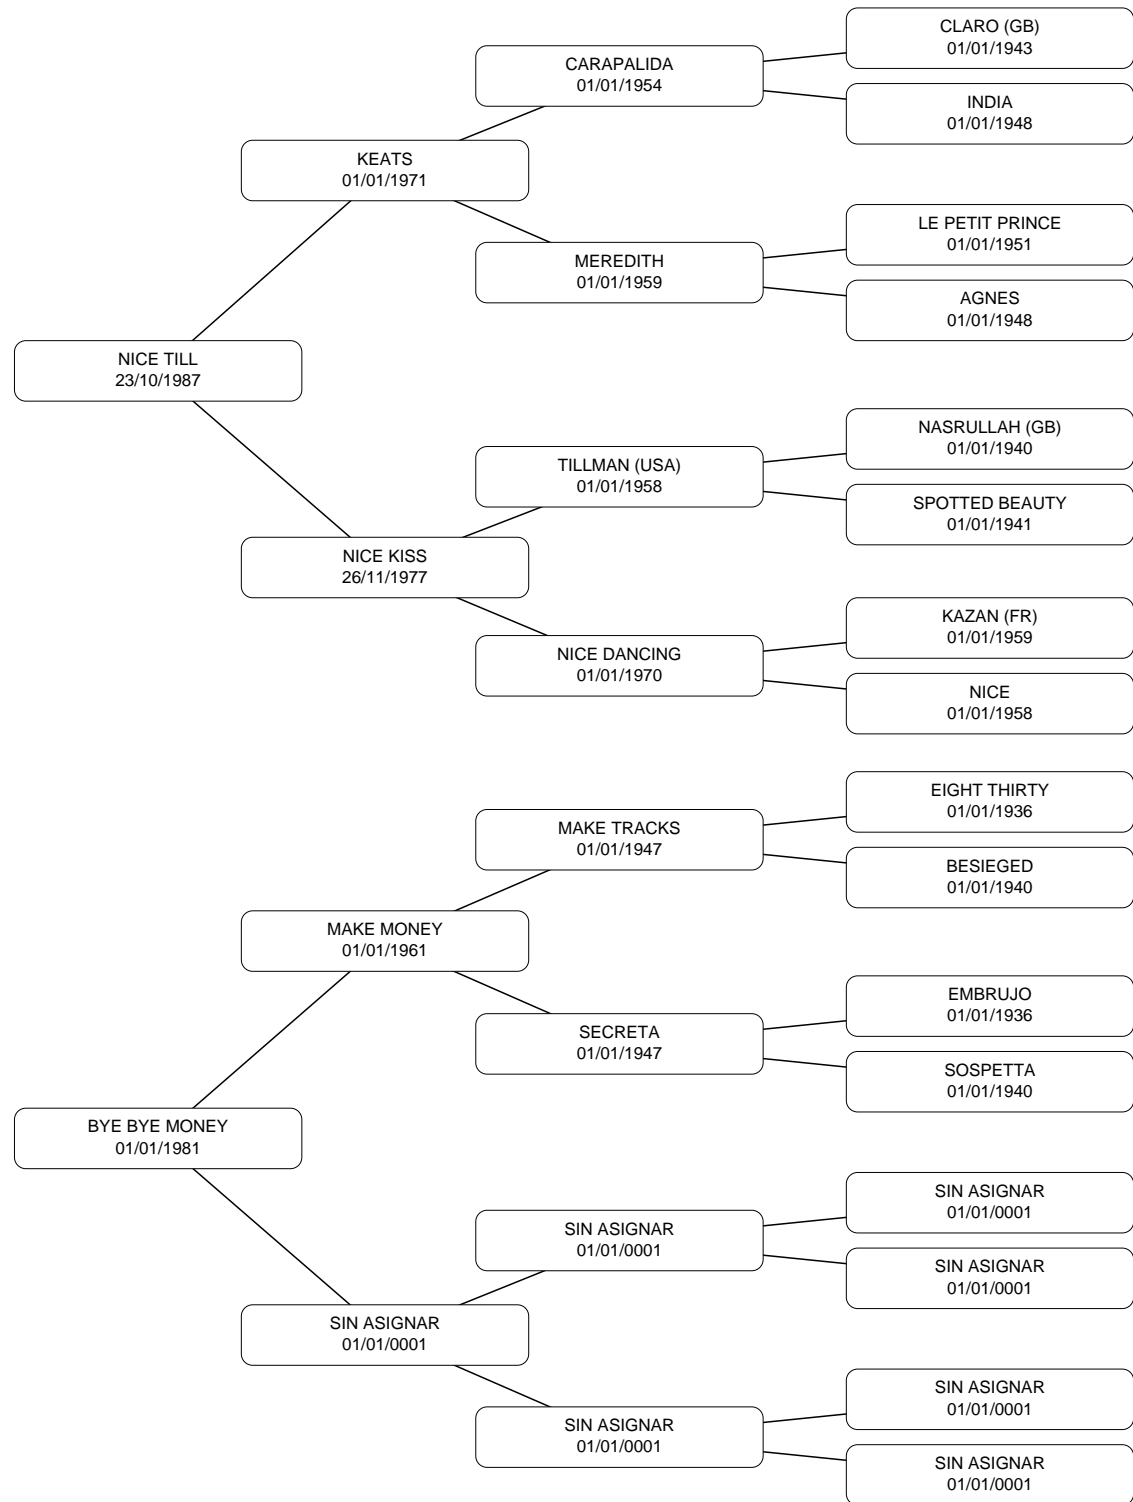 CLARO (GB)
01/01/1943
CARAPALIDA
01/01/1954
INDIA
01/01/1948
KEATS
01/01/1971
LE PETIT PRINCE
01/01/1951
MEREDITH
01/01/1959
AGNES
01/01/1948
NICE TILL
23/10/1987
NASRULLAH (GB)
01/01/1940
TILLMAN (USA)
01/01/1958
SPOTTED BEAUTY
01/01/1941
NICE KISS
26/11/1977
KAZAN (FR)
01/01/1959
NICE DANCING
01/01/1970
NICE
01/01/1958
EIGHT THIRTY
01/01/1936
MAKE TRACKS
01/01/1947
BESIEGED
01/01/1940
MAKE MONEY
01/01/1961
EMBRUJO
01/01/1936
SECRETA
01/01/1947
SOSPETTA
01/01/1940
BYE BYE MONEY
01/01/1981
SIN ASIGNAR
01/01/0001
SIN ASIGNAR
01/01/0001
SIN ASIGNAR
01/01/0001
SIN ASIGNAR
01/01/0001
SIN ASIGNAR
01/01/0001
SIN ASIGNAR
01/01/0001
SIN ASIGNAR
01/01/0001